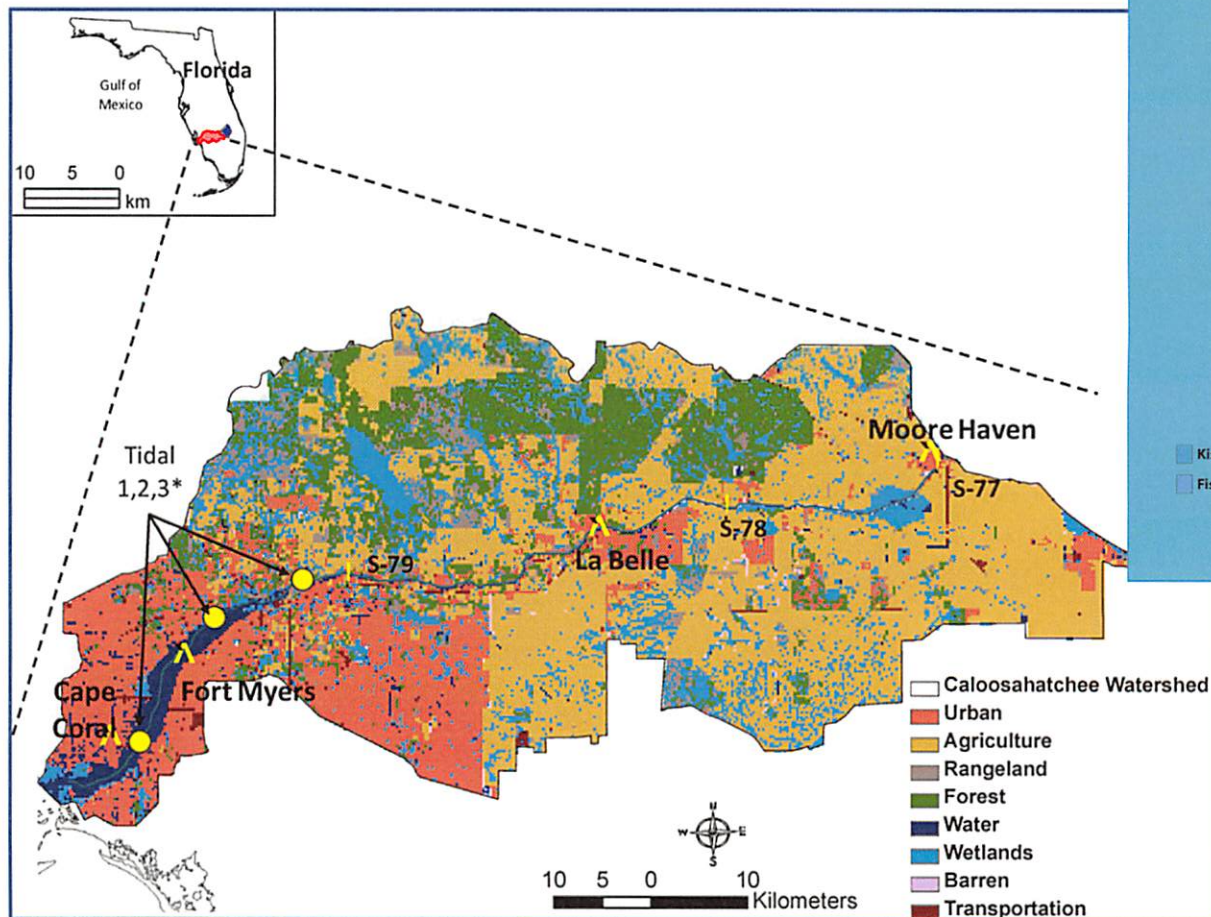 Florida
Gulf of
Mexico
10 5 0
km
Tidal
1,2,3*
Moore Haven
S-77
S-78
La Belle
S-79
Fort Myers
Cape
Coral
N
W E
S
10 5 0 10
Kilometers
Caloosahatchee Watershed
Urban
Agriculture
Rangeland
Forest
Water
Wetlands
Barren
Transportation